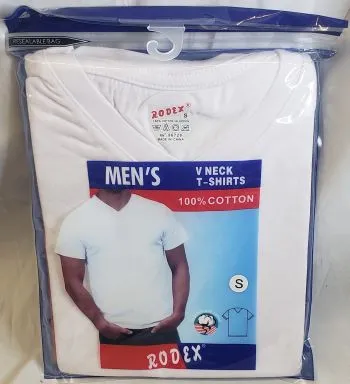 RESEALABLE BAG
RODEX
S
MADE IN CHINA
MEN'S
V NECK
T-SHIRTS
100% COTTON
S
RODEX